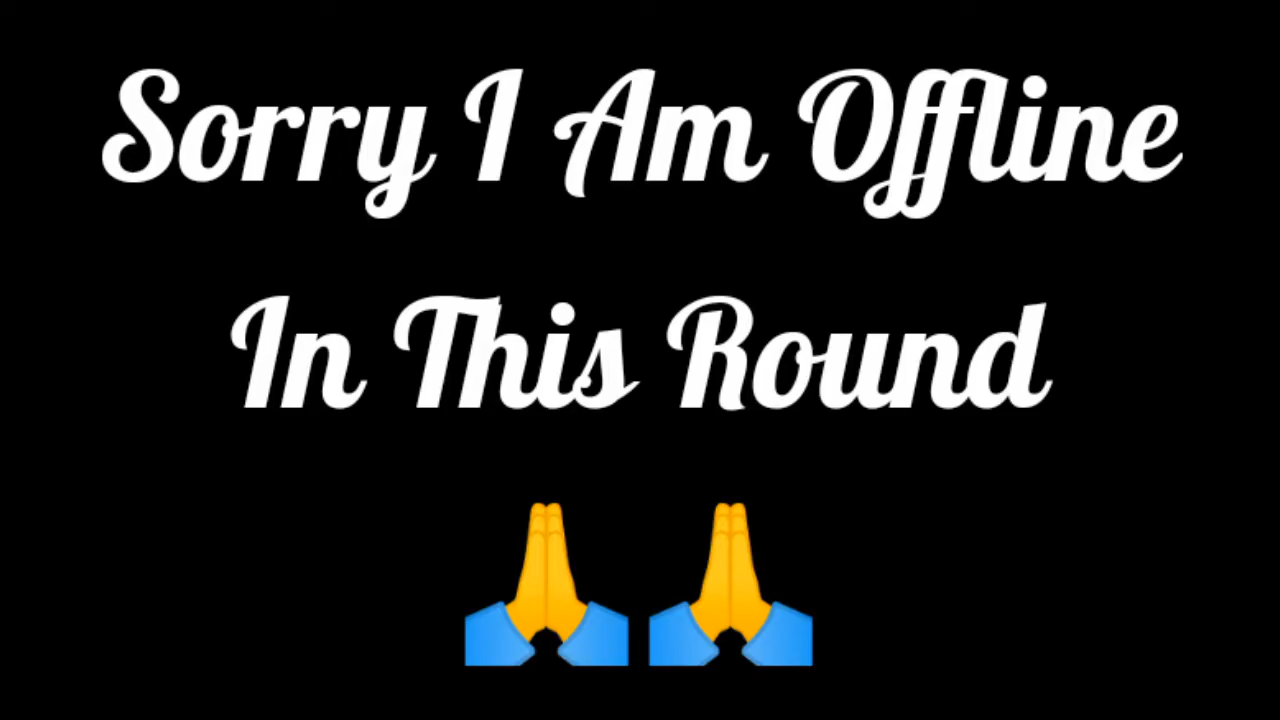 Sorry I Am Offline
In This Round
🙏 🙏